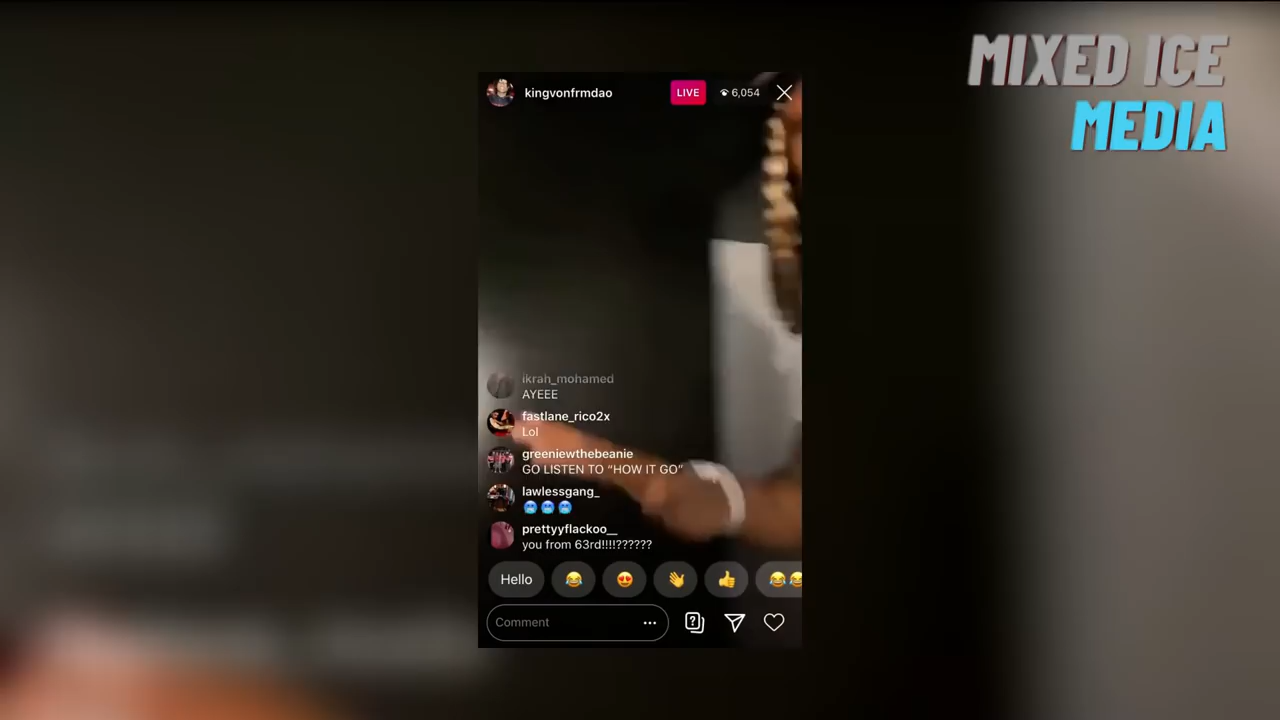 MIXED ICE
MEDIA
kingvonfrmdao
LIVE
6,054
ikrah_mohamed
AYEEE
fastlane_rico2x
Lol
greeniewthebeanie
GO LISTEN TO “HOW IT GO”
lawlessgang_
prettyyflackoo__
you from 63rd!!!!??????
Hello
Comment